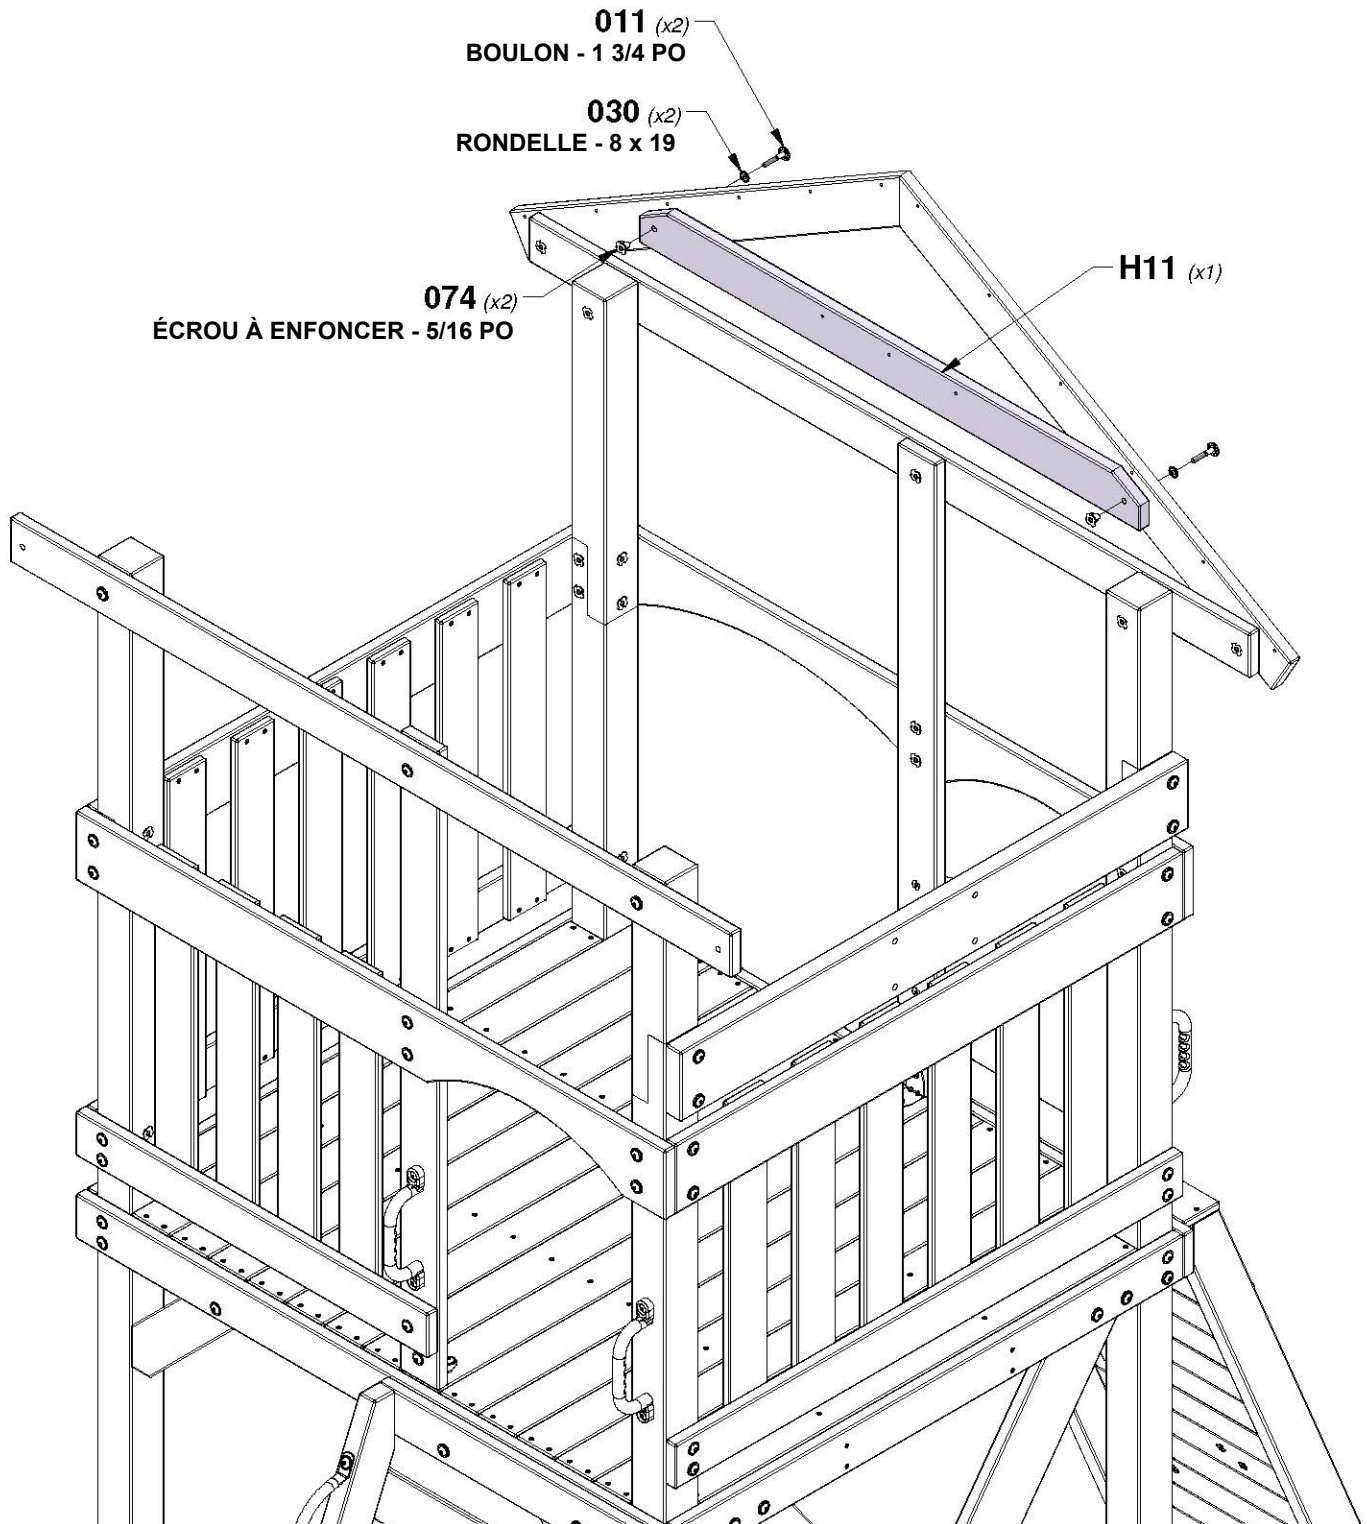 011 (x2)
BOULON - 1 3/4 PO
030 (x2)
RONDELLE - 8 x 19
H11 (x1)
074 (x2)
ÉCROU À ENFONCER - 5/16 PO